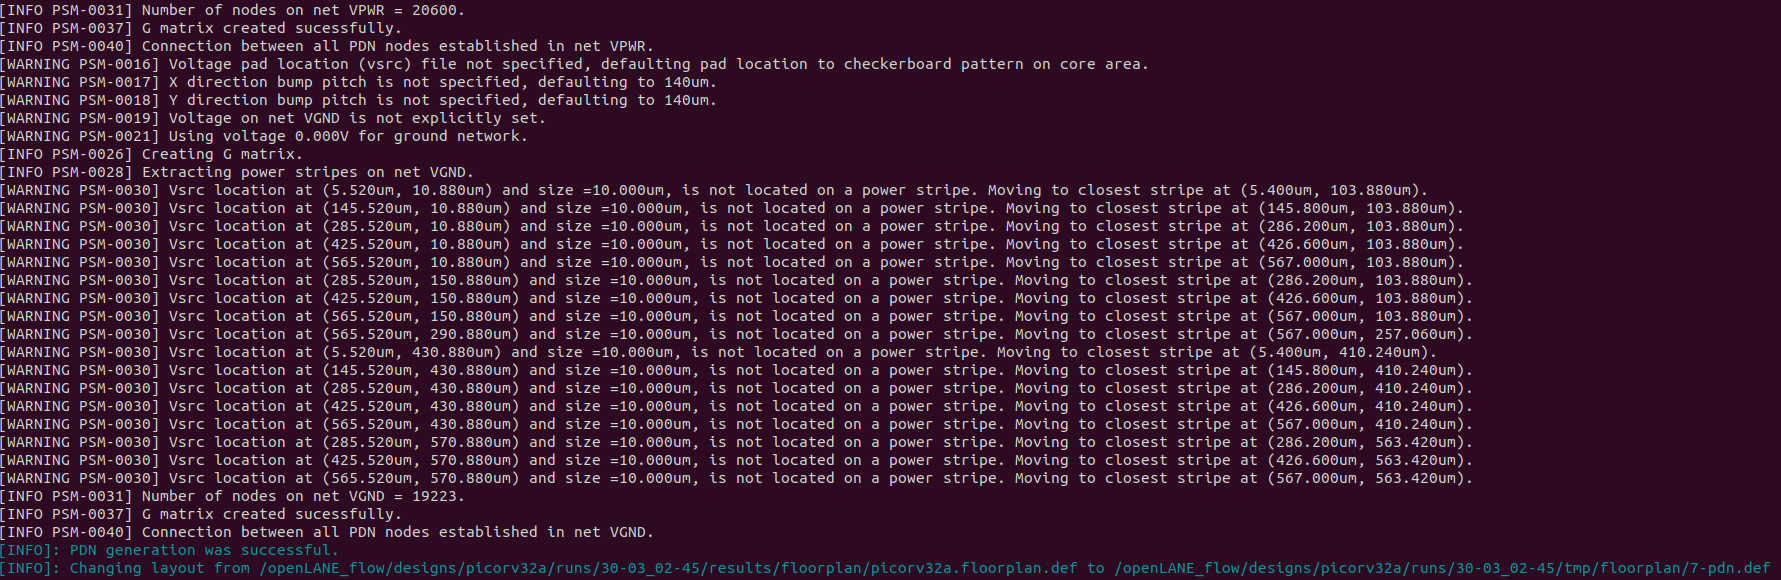 [INFO PSM-0031] Number of nodes on net VPWR = 20600.
[INFO PSM-0037] G matrix created sucessfully.
[INFO PSM-0040] Connection between all PDN nodes established in net VPWR.
[WARNING PSM-0016] Voltage pad location (vsrc) file not specified, defaulting pad location to checkerboard pattern on core area.
[WARNING PSM-0017] X direction bump pitch is not specified, defaulting to 140um.
[WARNING PSM-0018] Y direction bump pitch is not specified, defaulting to 140um.
[WARNING PSM-0019] Voltage on net VGND is not explicitly set.
[WARNING PSM-0021] Using voltage 0.000V for ground network.
[INFO PSM-0026] Creating G matrix.
[INFO PSM-0028] Extracting power stripes on net VGND.
[WARNING PSM-0030] Vsrc location at (5.520um, 10.880um) and size =10.000um, is not located on a power stripe. Moving to closest stripe at (5.400um, 103.880um).
[WARNING PSM-0030] Vsrc location at (145.520um, 10.880um) and size =10.000um, is not located on a power stripe. Moving to closest stripe at (145.800um, 103.880um).
[WARNING PSM-0030] Vsrc location at (285.520um, 10.880um) and size =10.000um, is not located on a power stripe. Moving to closest stripe at (286.200um, 103.880um).
[WARNING PSM-0030] Vsrc location at (425.520um, 10.880um) and size =10.000um, is not located on a power stripe. Moving to closest stripe at (426.600um, 103.880um).
[WARNING PSM-0030] Vsrc location at (565.520um, 10.880um) and size =10.000um, is not located on a power stripe. Moving to closest stripe at (567.000um, 103.880um).
[WARNING PSM-0030] Vsrc location at (285.520um, 150.880um) and size =10.000um, is not located on a power stripe. Moving to closest stripe at (286.200um, 103.880um).
[WARNING PSM-0030] Vsrc location at (425.520um, 150.880um) and size =10.000um, is not located on a power stripe. Moving to closest stripe at (426.600um, 103.880um).
[WARNING PSM-0030] Vsrc location at (565.520um, 150.880um) and size =10.000um, is not located on a power stripe. Moving to closest stripe at (567.000um, 103.880um).
[WARNING PSM-0030] Vsrc location at (565.520um, 290.880um) and size =10.000um, is not located on a power stripe. Moving to closest stripe at (567.000um, 257.060um).
[WARNING PSM-0030] Vsrc location at (5.520um, 430.880um) and size =10.000um, is not located on a power stripe. Moving to closest stripe at (5.400um, 410.240um).
[WARNING PSM-0030] Vsrc location at (145.520um, 430.880um) and size =10.000um, is not located on a power stripe. Moving to closest stripe at (145.800um, 410.240um).
[WARNING PSM-0030] Vsrc location at (285.520um, 430.880um) and size =10.000um, is not located on a power stripe. Moving to closest stripe at (286.200um, 410.240um).
[WARNING PSM-0030] Vsrc location at (425.520um, 430.880um) and size =10.000um, is not located on a power stripe. Moving to closest stripe at (426.600um, 410.240um).
[WARNING PSM-0030] Vsrc location at (565.520um, 430.880um) and size =10.000um, is not located on a power stripe. Moving to closest stripe at (567.000um, 410.240um).
[WARNING PSM-0030] Vsrc location at (285.520um, 570.880um) and size =10.000um, is not located on a power stripe. Moving to closest stripe at (286.200um, 563.420um).
[WARNING PSM-0030] Vsrc location at (425.520um, 570.880um) and size =10.000um, is not located on a power stripe. Moving to closest stripe at (426.600um, 563.420um).
[WARNING PSM-0030] Vsrc location at (565.520um, 570.880um) and size =10.000um, is not located on a power stripe. Moving to closest stripe at (567.000um, 563.420um).
[INFO PSM-0031] Number of nodes on net VGND = 19223.
[INFO PSM-0037] G matrix created sucessfully.
[INFO PSM-0040] Connection between all PDN nodes established in net VGND.
[INFO]: PDN generation was successful.
[INFO]: Changing layout from /openLANE_flow/designs/picorv32a/runs/30-03_02-45/results/floorplan/picorv32a.floorplan.def to /openLANE_flow/designs/picorv32a/runs/30-03_02-45/tmp/floorplan/7-pdn.def